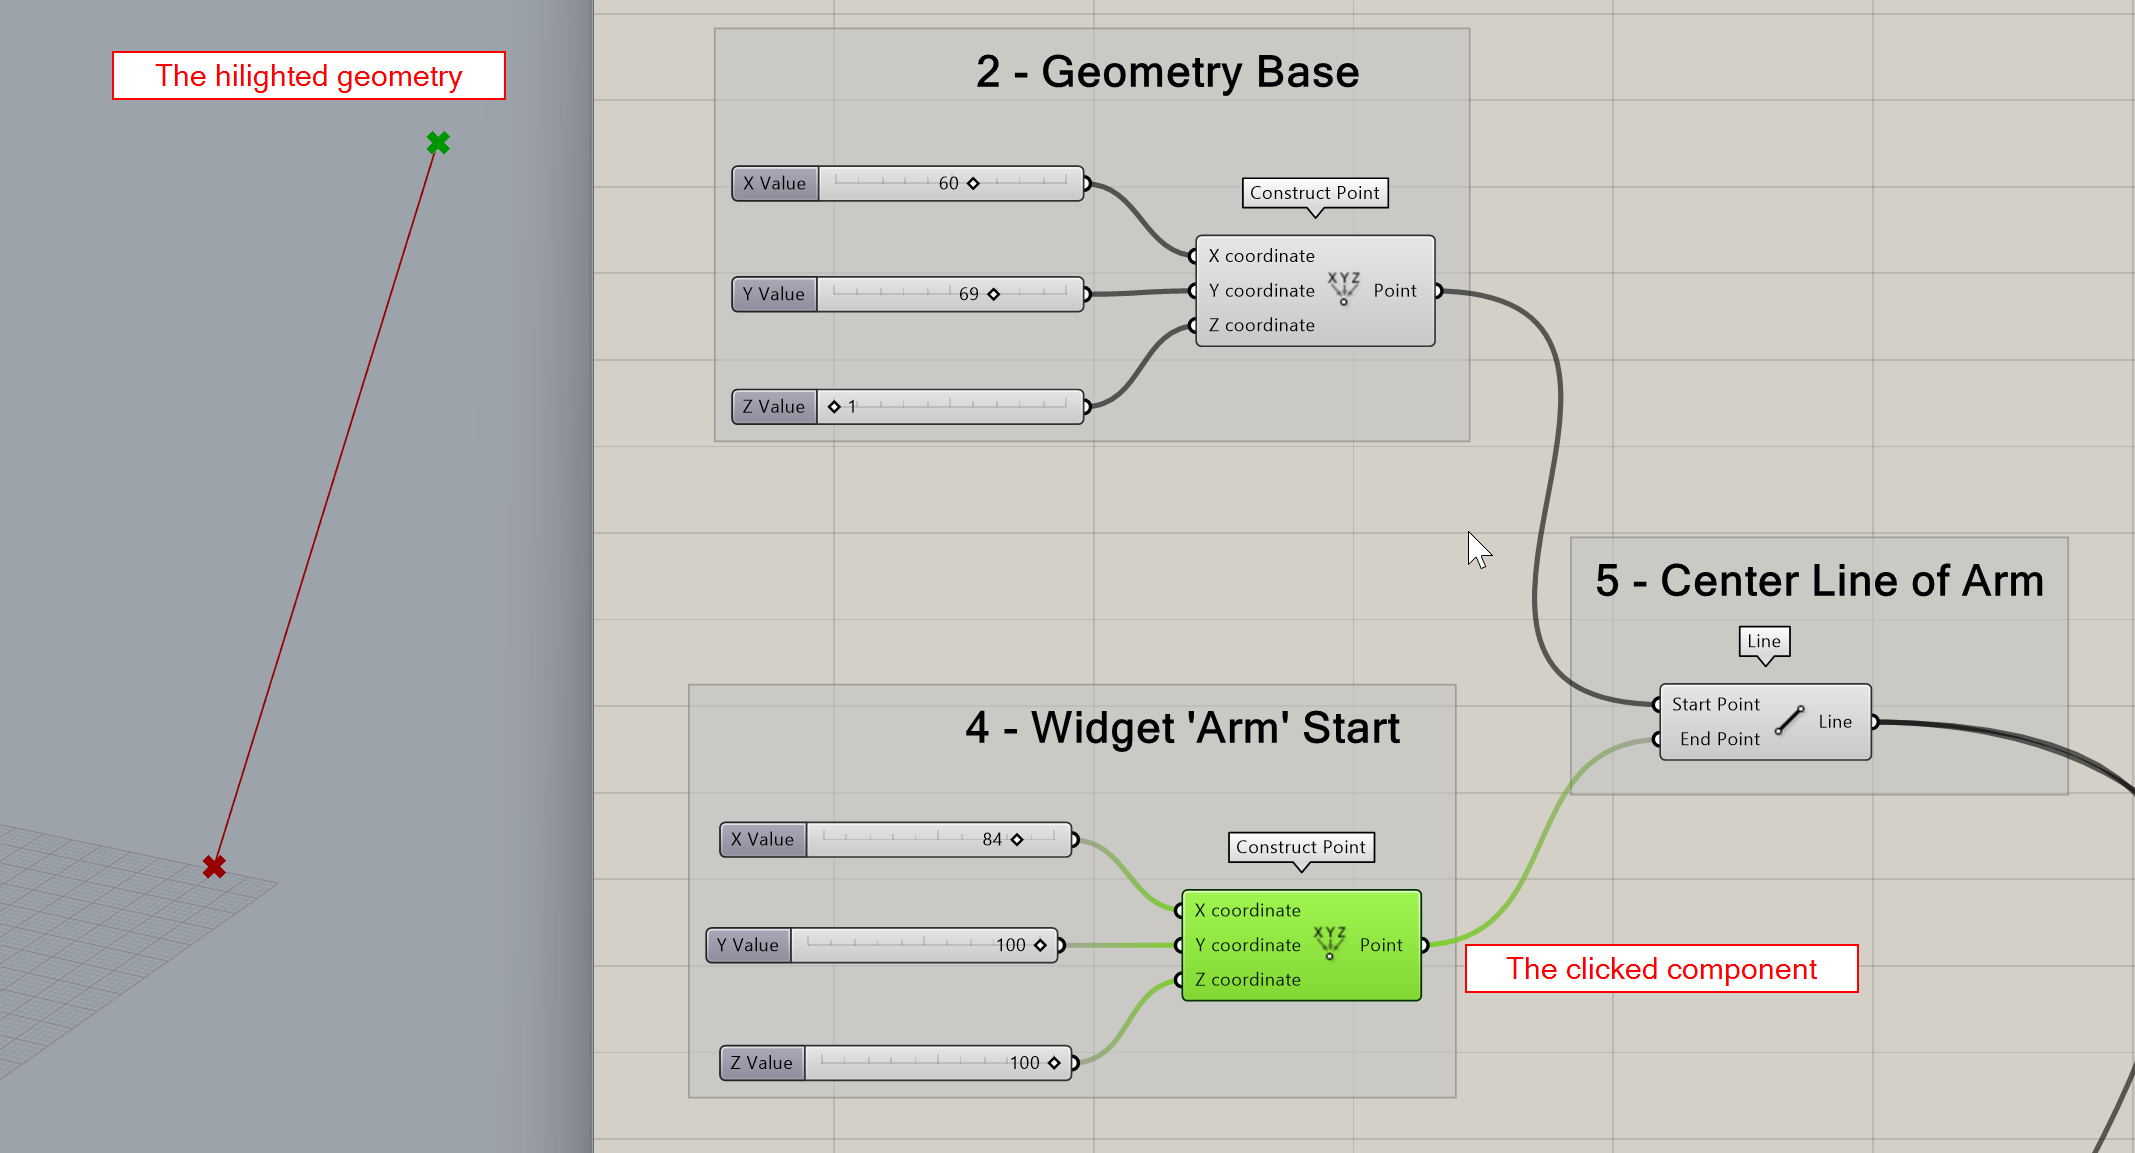 The hilighted geometry
2 - Geometry Base
X Value
60
Construct Point
X coordinate
Y Value
69
Y coordinate
XYZ
Point
Z coordinate
Z Value
1
5 - Center Line of Arm
Line
Start Point
Line
End Point
4 - Widget 'Arm' Start
X Value
84
Construct Point
X coordinate
Y Value
100
Y coordinate
XYZ
Point
The clicked component
Z coordinate
Z Value
100